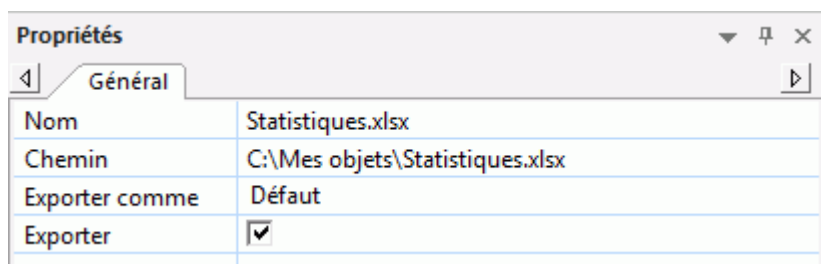 Propriétés
Général
Nom Statistiques.xlsx
Chemin C:\Mes objets\Statistiques.xlsx
Exporter comme Défaut
Exporter